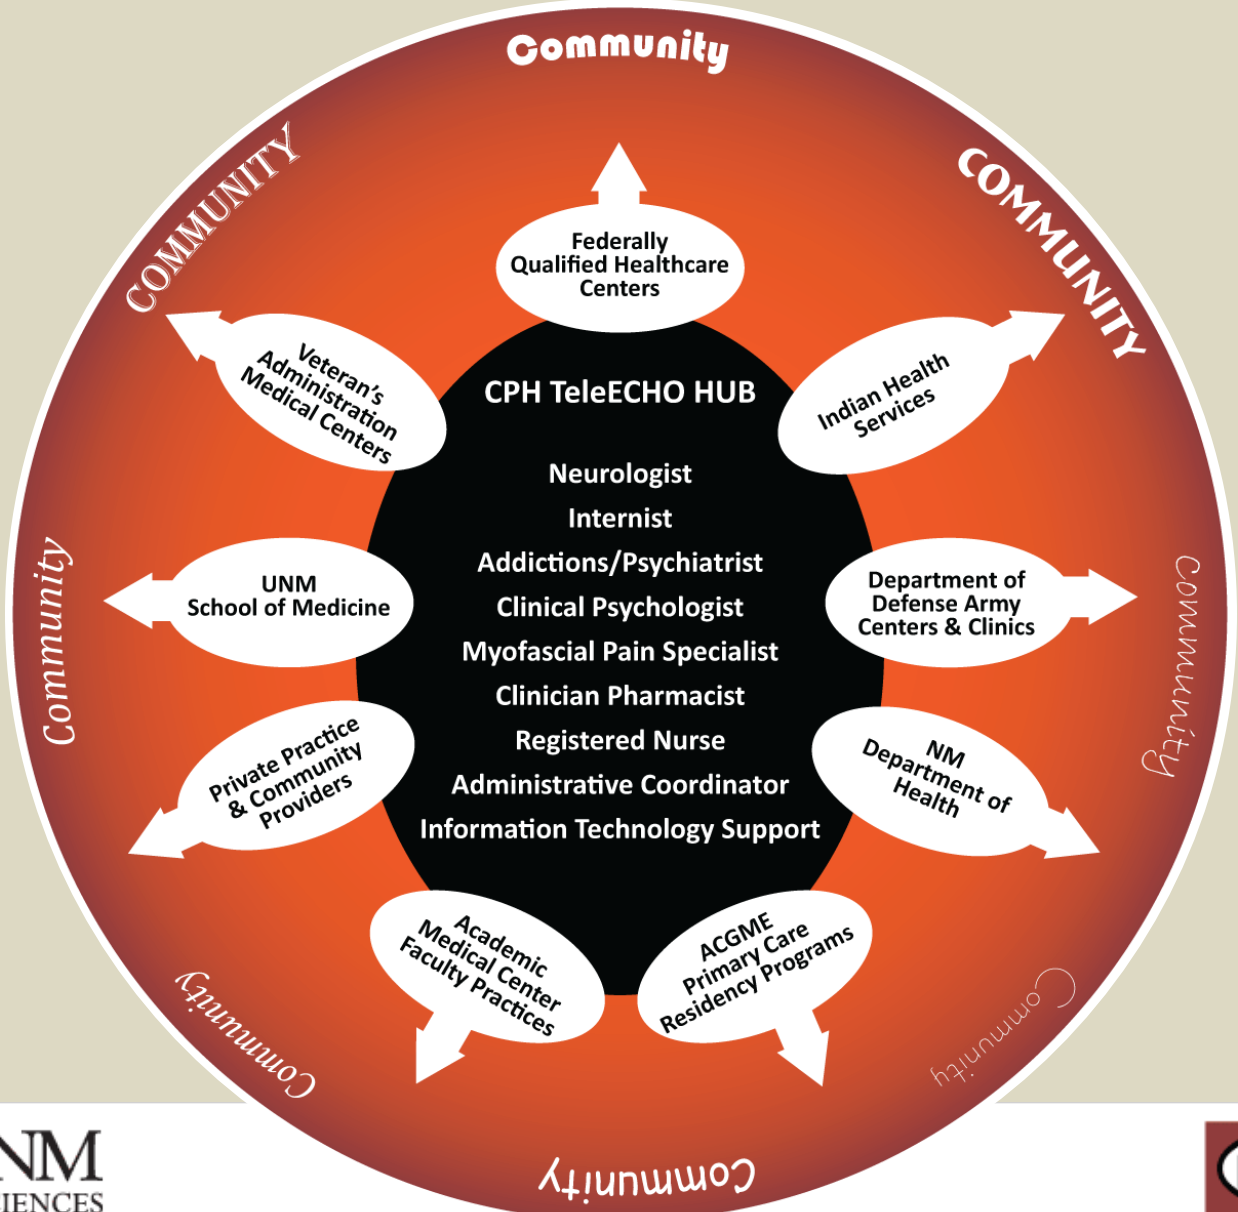 Community
COMMUNITY
COMMUNITY
Federally
Qualified Healthcare
Centers
Veteran's
Administration
Medical Centers
Indian Health
Services
CPH TeleECHO HUB
Neurologist
Internist
Addictions/Psychiatrist
Clinical Psychologist
Myofascial Pain Specialist
Clinician Pharmacist
Registered Nurse
Administrative Coordinator
Information Technology Support
Community
UNM
School of Medicine
Department of
Defense Army
Centers & Clinics
Community
Private Practice
& Community
Providers
NM
Department of
Health
Academic
Medical Center
Faculty Practices
ACGME
Primary Care
Residency Programs
Community
Community
Community
NM
IENCES